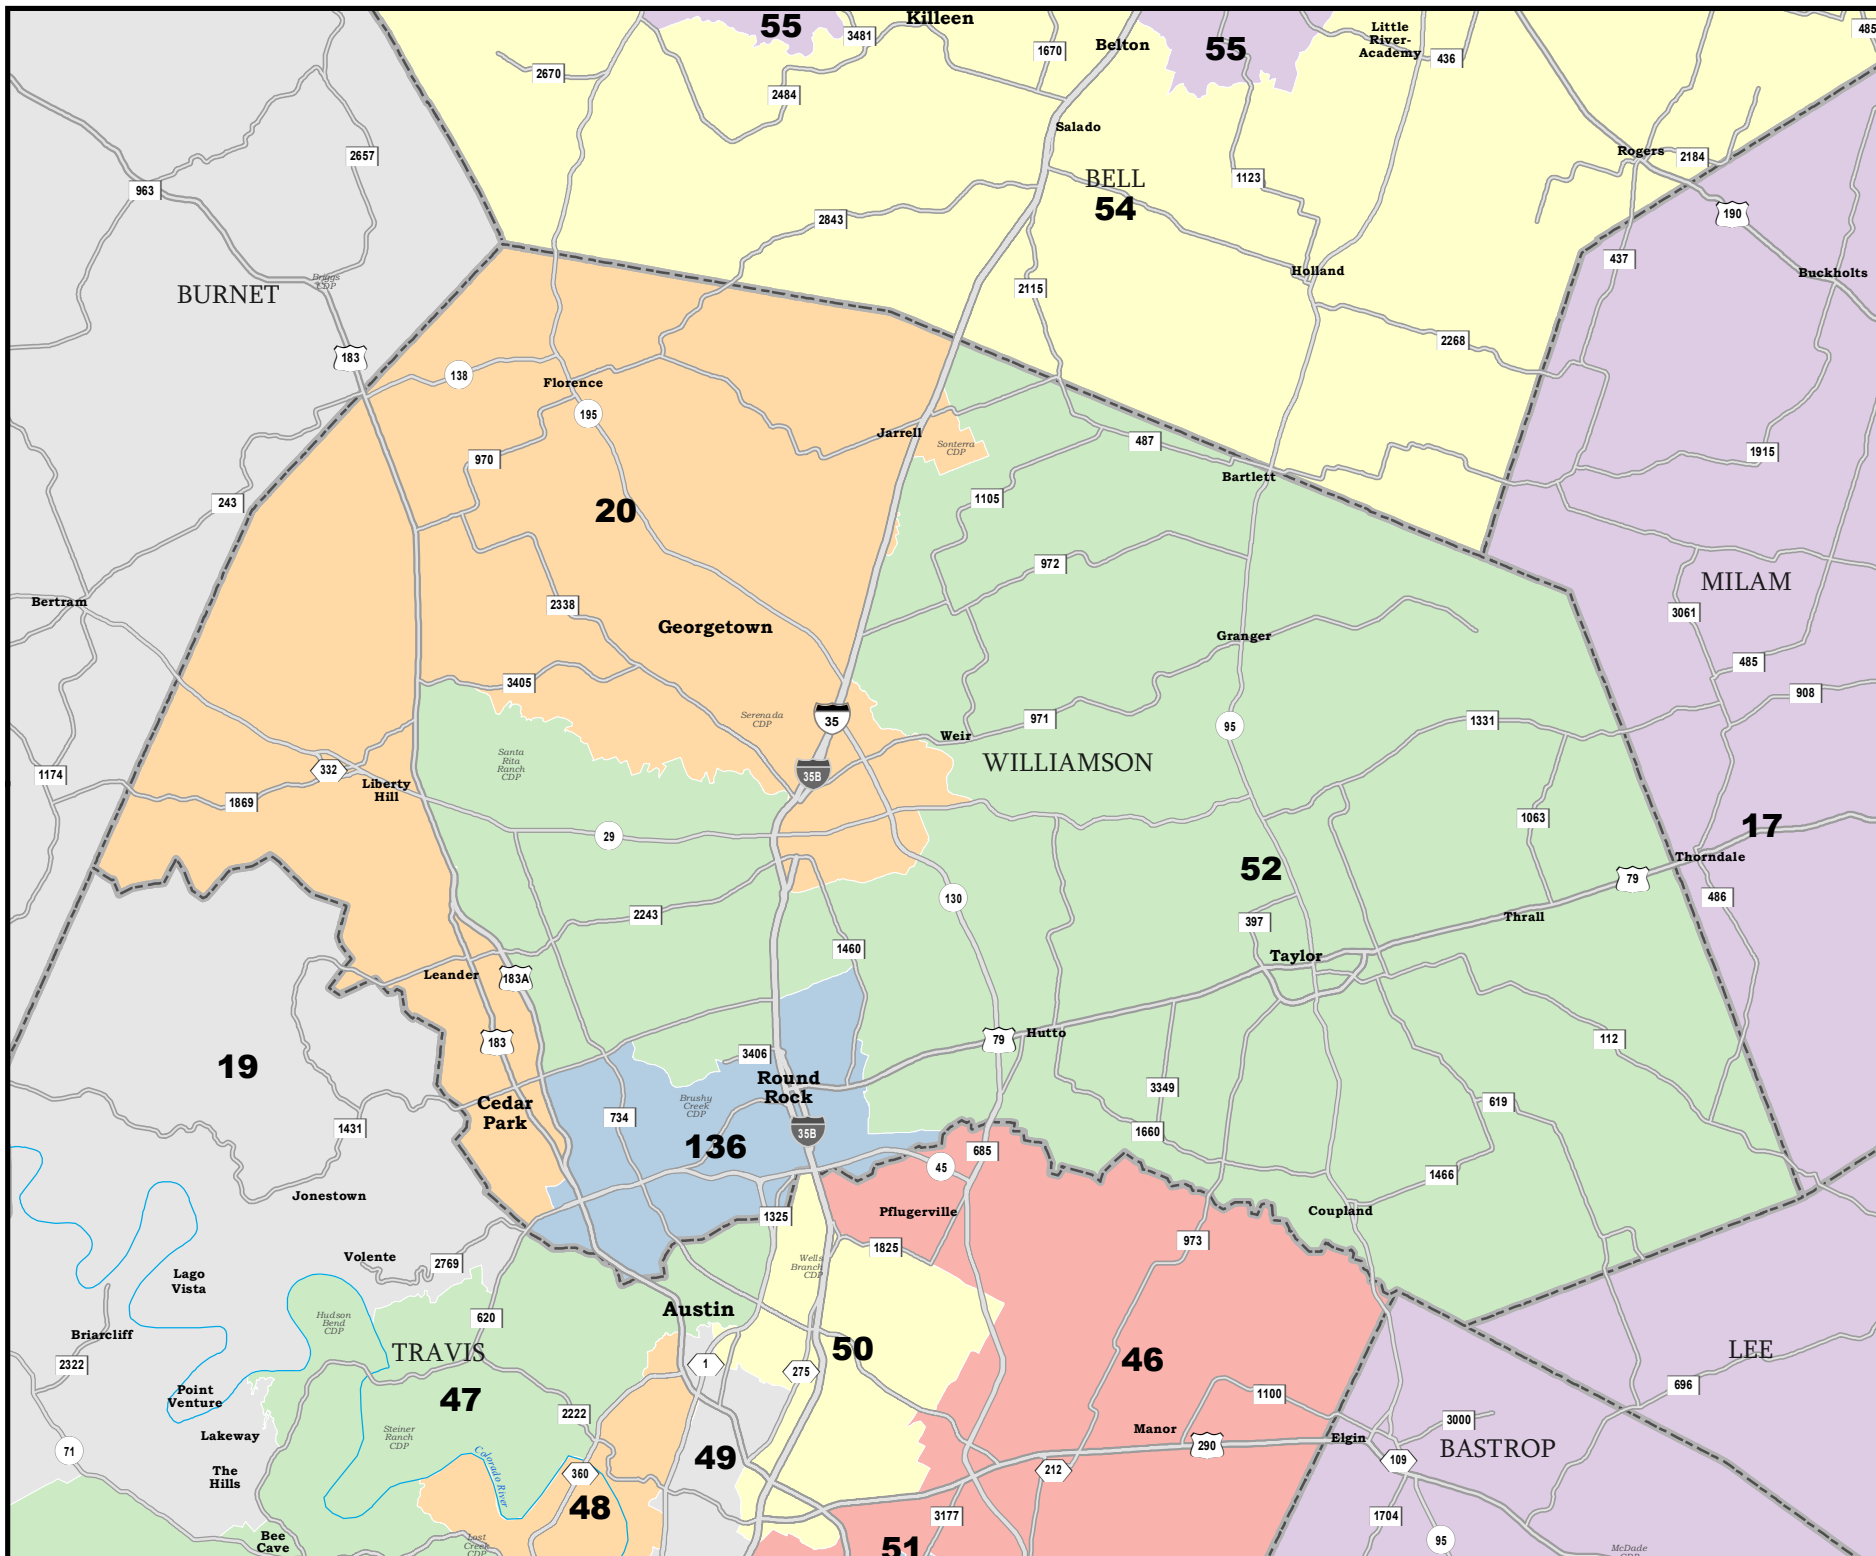 55
Killeen
3481
1670
Belton
55
Little
River-
Academy
436
485
2670
2484
Salado
2657
963
Rogers
2184
BELL
54
1123
190
2843
437
Buckholts
Holland
BURNET
Briggs
CDP
2115
183
2268
138
Florence
195
Jarrell
Sonterra
CDP
487
1915
970
Bartlett
243
1105
20
972
MILAM
Bertram
2338
3061
Georgetown
Granger
485
3405
908
Serenada
CDP
35
971
95
1331
Weir
Santa
Rita
Ranch
CDP
WILLIAMSON
332
35B
1174
Liberty
Hill
1869
1063
17
29
Thorndale
52
79
130
486
2243
397
Thrall
1460
Taylor
Leander
183A
183
79
Hutto
112
3406
19
Round
Rock
3349
Cedar
Park
Brushy
Creek
CDP
734
619
1431
35B
1660
136
685
45
1466
Jonestown
1325
Pflugerville
Coupland
973
1825
Volente
2769
Wells
Branch
CDP
Lago
Vista
Austin
620
Hudson
Bend
CDP
Briarcliff
TRAVIS
50
LEE
2322
1
275
46
696
Point
Venture
47
1100
2222
3000
Lakeway
Steiner
Ranch
CDP
Manor
290
Elgin
BASTROP
71
49
109
The
Hills
Colorado River
360
212
48
3177
1704
Bee
Cave
Lost
Creek
CDP
51
95
McDade
CDP